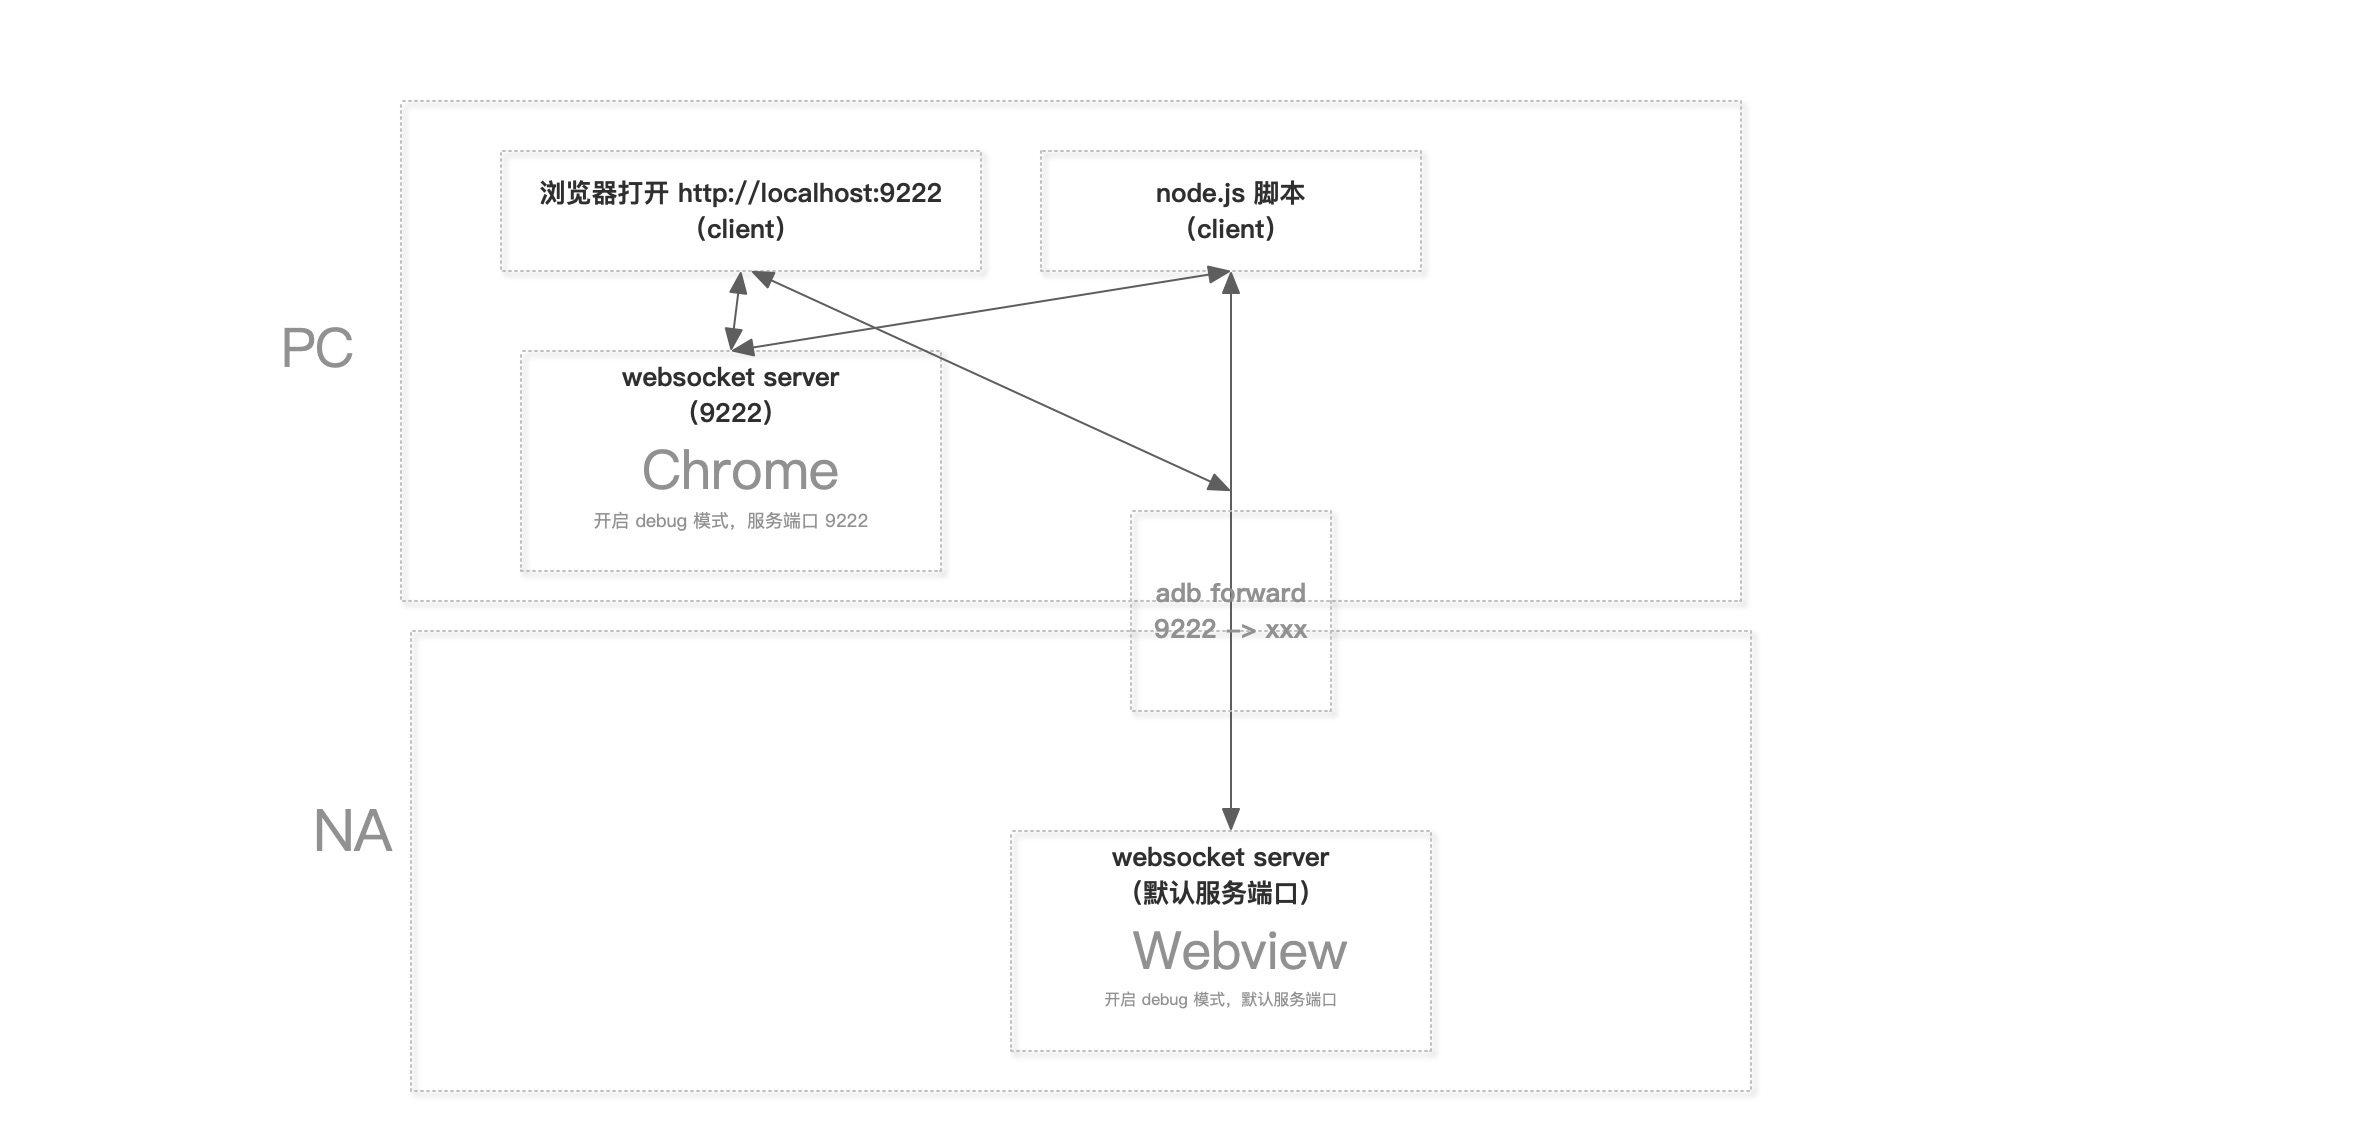 浏览器打开 http://localhost:9222
(client)
node.js 脚本
(client)
PC
websocket server
(9222)
Chrome
开启 debug 模式，服务端口 9222
adb forward
9222 —> xxx
NA
websocket server
(默认服务端口)
Webview
开启 debug 模式，默认服务端口